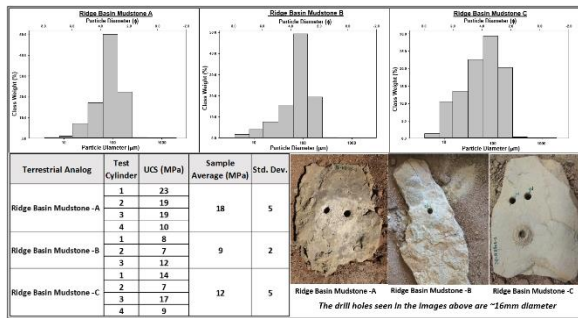 Ridge Basin Mudstone A
Particle Diameter (ϕ)
Class Weight (%)
Particle Diameter (μm)
Ridge Basin Mudstone B
Particle Diameter (ϕ)
Class Weight (%)
Particle Diameter (μm)
Ridge Basin Mudstone C
Particle Diameter (ϕ)
Class Weight (%)
Particle Diameter (μm)
Terrestrial Analog Test Cylinder UCS (MPa) Sample Average (MPa) Std. Dev.
Ridge Basin Mudstone -A 18 5
1 23
2 19
3 19
4 10
Ridge Basin Mudstone -B 9 2
1 8
2 7
3 12
Ridge Basin Mudstone -C 12 5
1 14
2 7
3 17
4 9
Ridge Basin Mudstone -A Ridge Basin Mudstone -B Ridge Basin Mudstone -C
The drill holes seen in the images above are ~16mm diameter